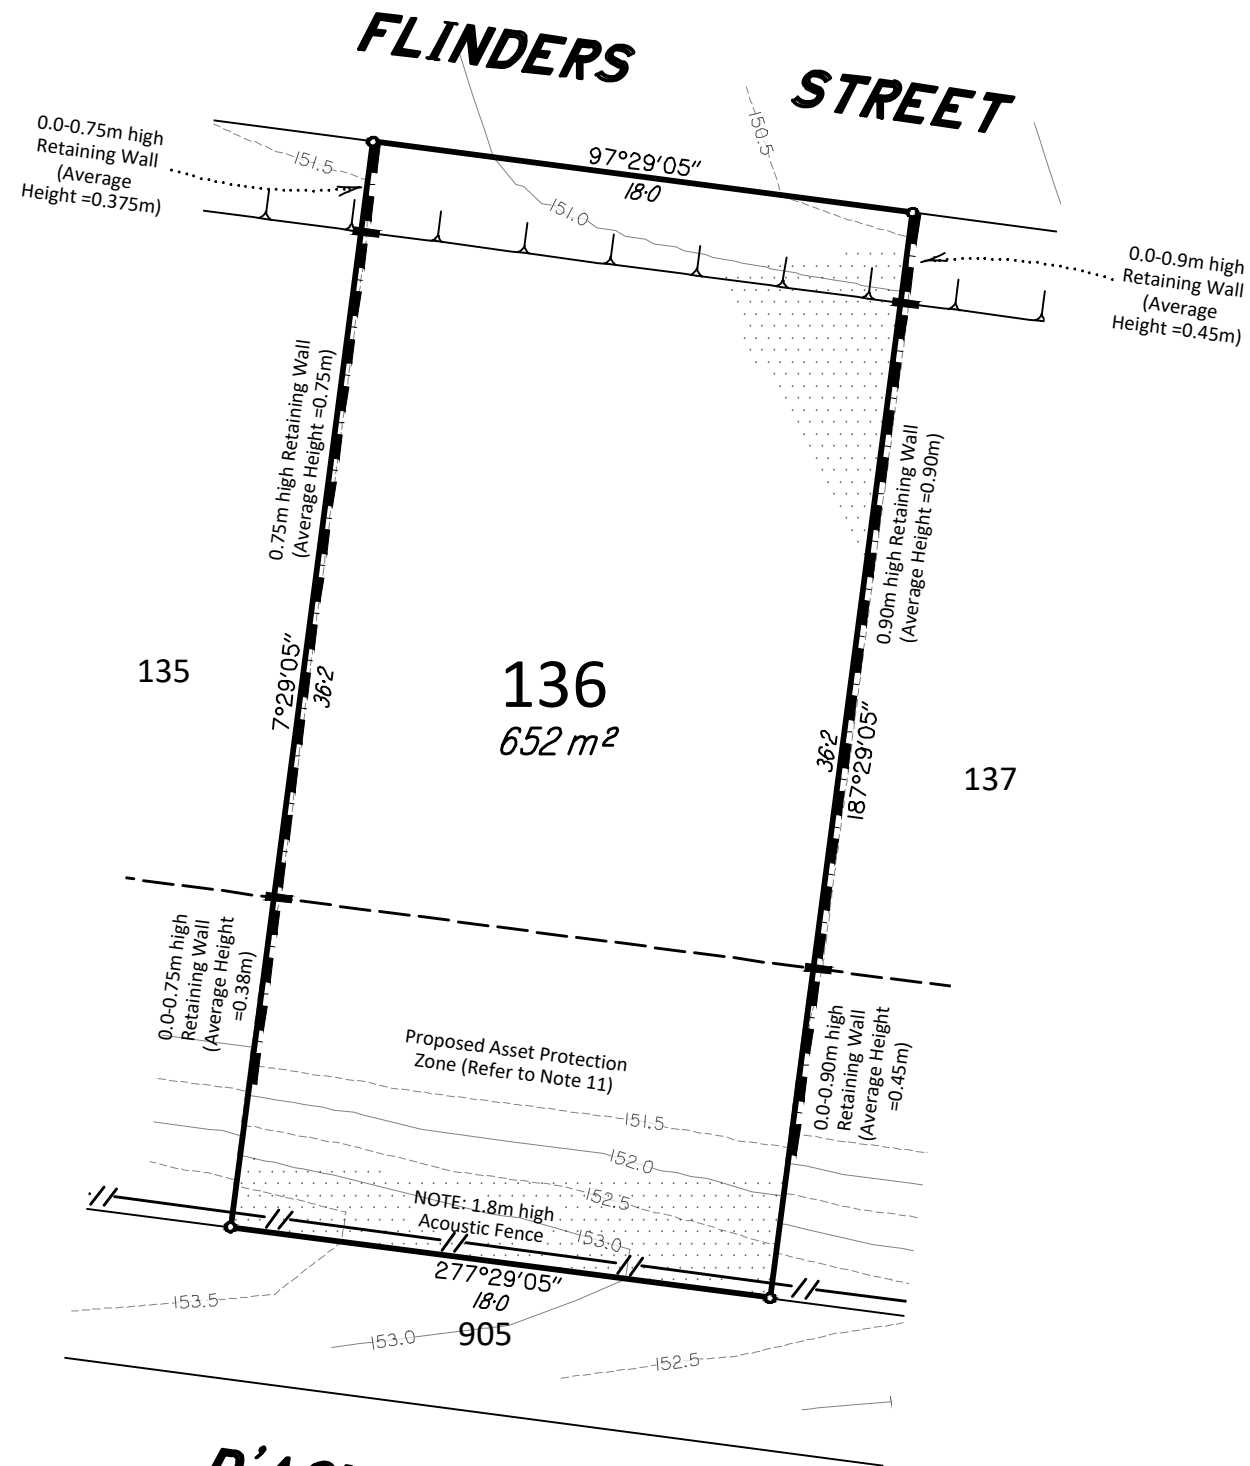 FLINDERS STREET
0.0-0.75m high
Retaining Wall
(Average
Height =0.375m)
151.5
97°29'05"
18·0
150.5
151.0
0.0-0.9m high
Retaining Wall
(Average
Height =0.45m)
0.75m high Retaining Wall
(Average Height =0.75m)
0.90m high Retaining Wall
(Average Height =0.90m)
135
7°29'05"
36·2
136
652 m²
36·2
187°29'05"
137
0.0-0.75m high
Retaining Wall
(Average Height
=0.38m)
Proposed Asset Protection
Zone (Refer to Note 11)
0.0-0.90m high
Retaining Wall
(Average Height
=0.45m)
151.5
152.0
152.5
NOTE: 1.8m high
Acoustic Fence
153.0
277°29'05"
18·0
153.5
905
153.0
152.5